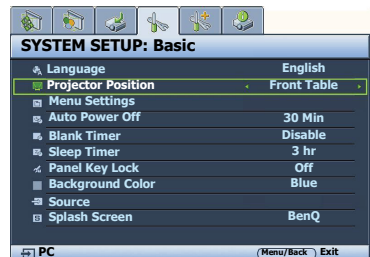 SYSTEM SETUP: Basic
Language English
Projector Position Front Table
Menu Settings
Auto Power Off 30 Min
Blank Timer Disable
Sleep Timer 3 hr
Panel Key Lock Off
Background Color Blue
Source
Splash Screen BenQ
PC Menu/Back Exit